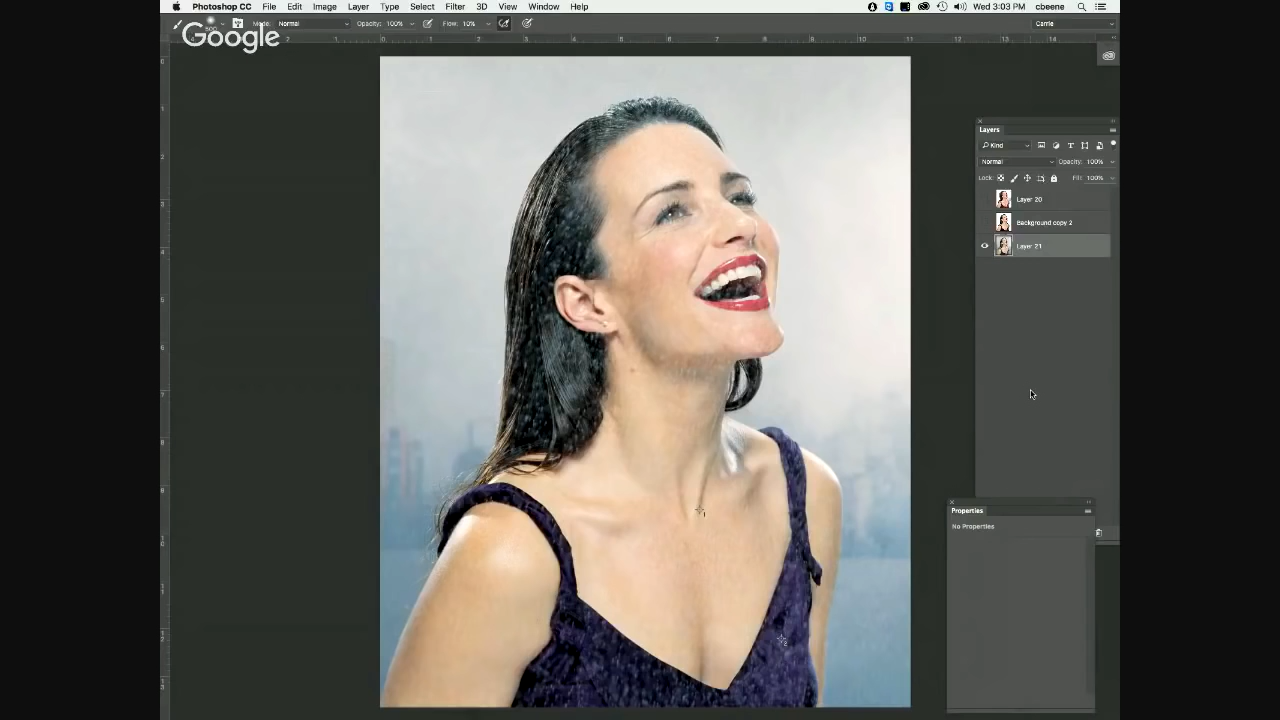 Photoshop CC File Edit Image Layer Type Select Filter 3D View Window Help Wed 3:03 PM cbeene
Mode: Normal Opacity: 100% Flow: 10% Carrie
Google
Layers
Kind
Normal Opacity: 100%
Lock: Fill: 100%
Layer 20
Background copy 2
Layer 21
Properties
No Properties